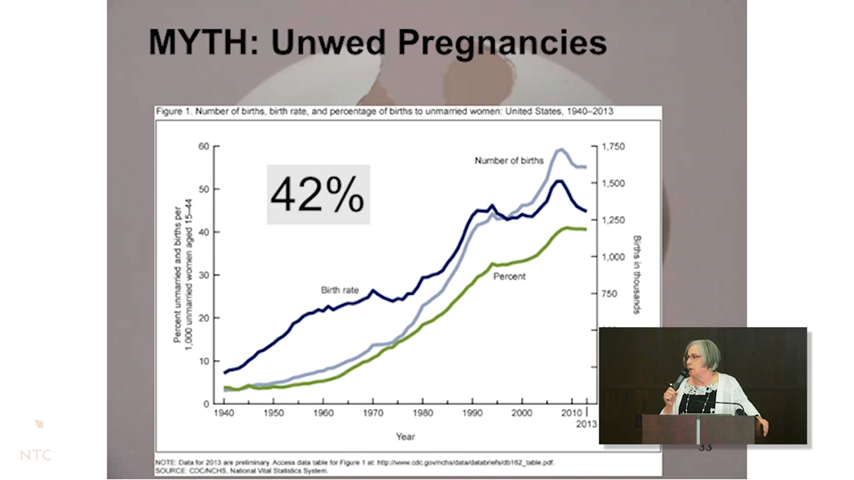 MYTH: Unwed Pregnancies
Figure 1. Number of births, birth rate, and percentage of births to unmarried women: United States, 1940–2013
60
50
40
30
20
10
0
Percent unmarried and births per
1,000 unmarried women aged 15–44
42%
Number of births
Birth rate
Percent
1,750
1,500
1,250
1,000
750
Births in thousands
1940
1950
1960
1970
1980
1990
2000
2010
2013
Year
NOTE: Data for 2013 are preliminary. Access data table for Figure 1 at: http://www.cdc.gov/nchs/data/databriefs/db162_table.pdf.
SOURCE: CDC/NCHS, National Vital Statistics System.
33
NTC